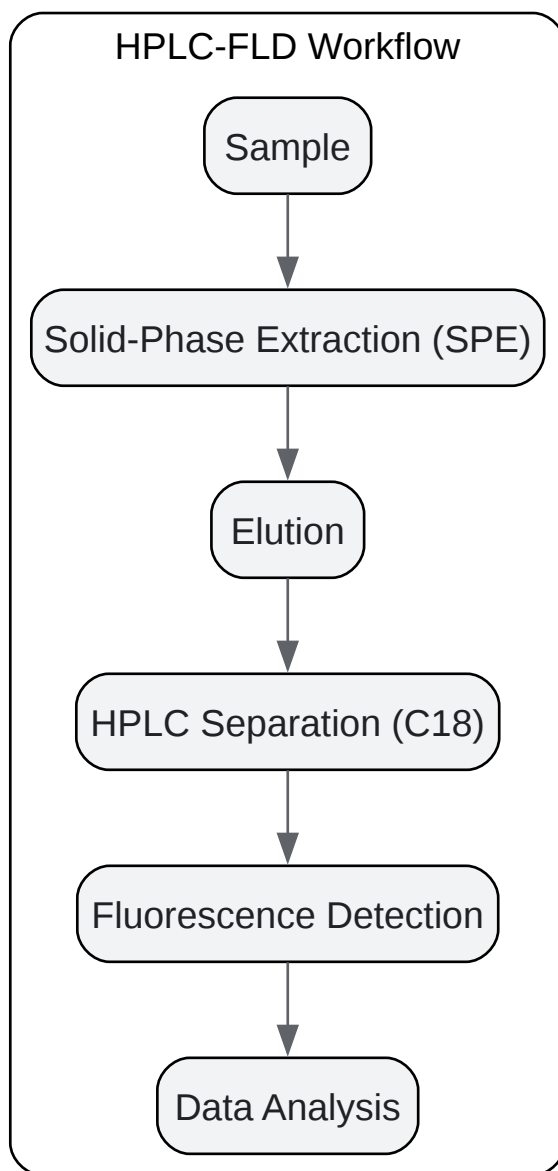 HPLC-FLD Workflow
Sample
Solid-Phase Extraction (SPE)
Elution
HPLC Separation (C18)
Fluorescence Detection
Data Analysis